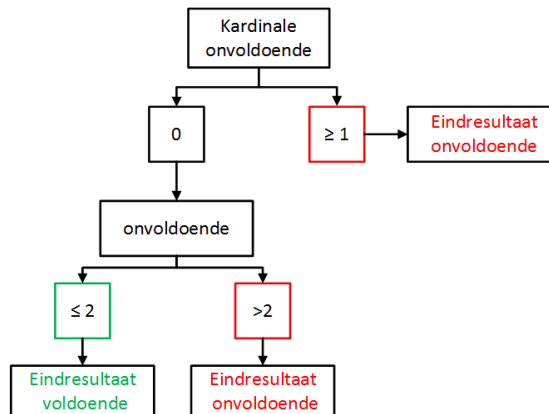 Kardinale
onvoldoende
0
≥ 1
Eindresultaat
onvoldoende
onvoldoende
≤ 2
>2
Eindresultaat
voldoende
Eindresultaat
onvoldoende